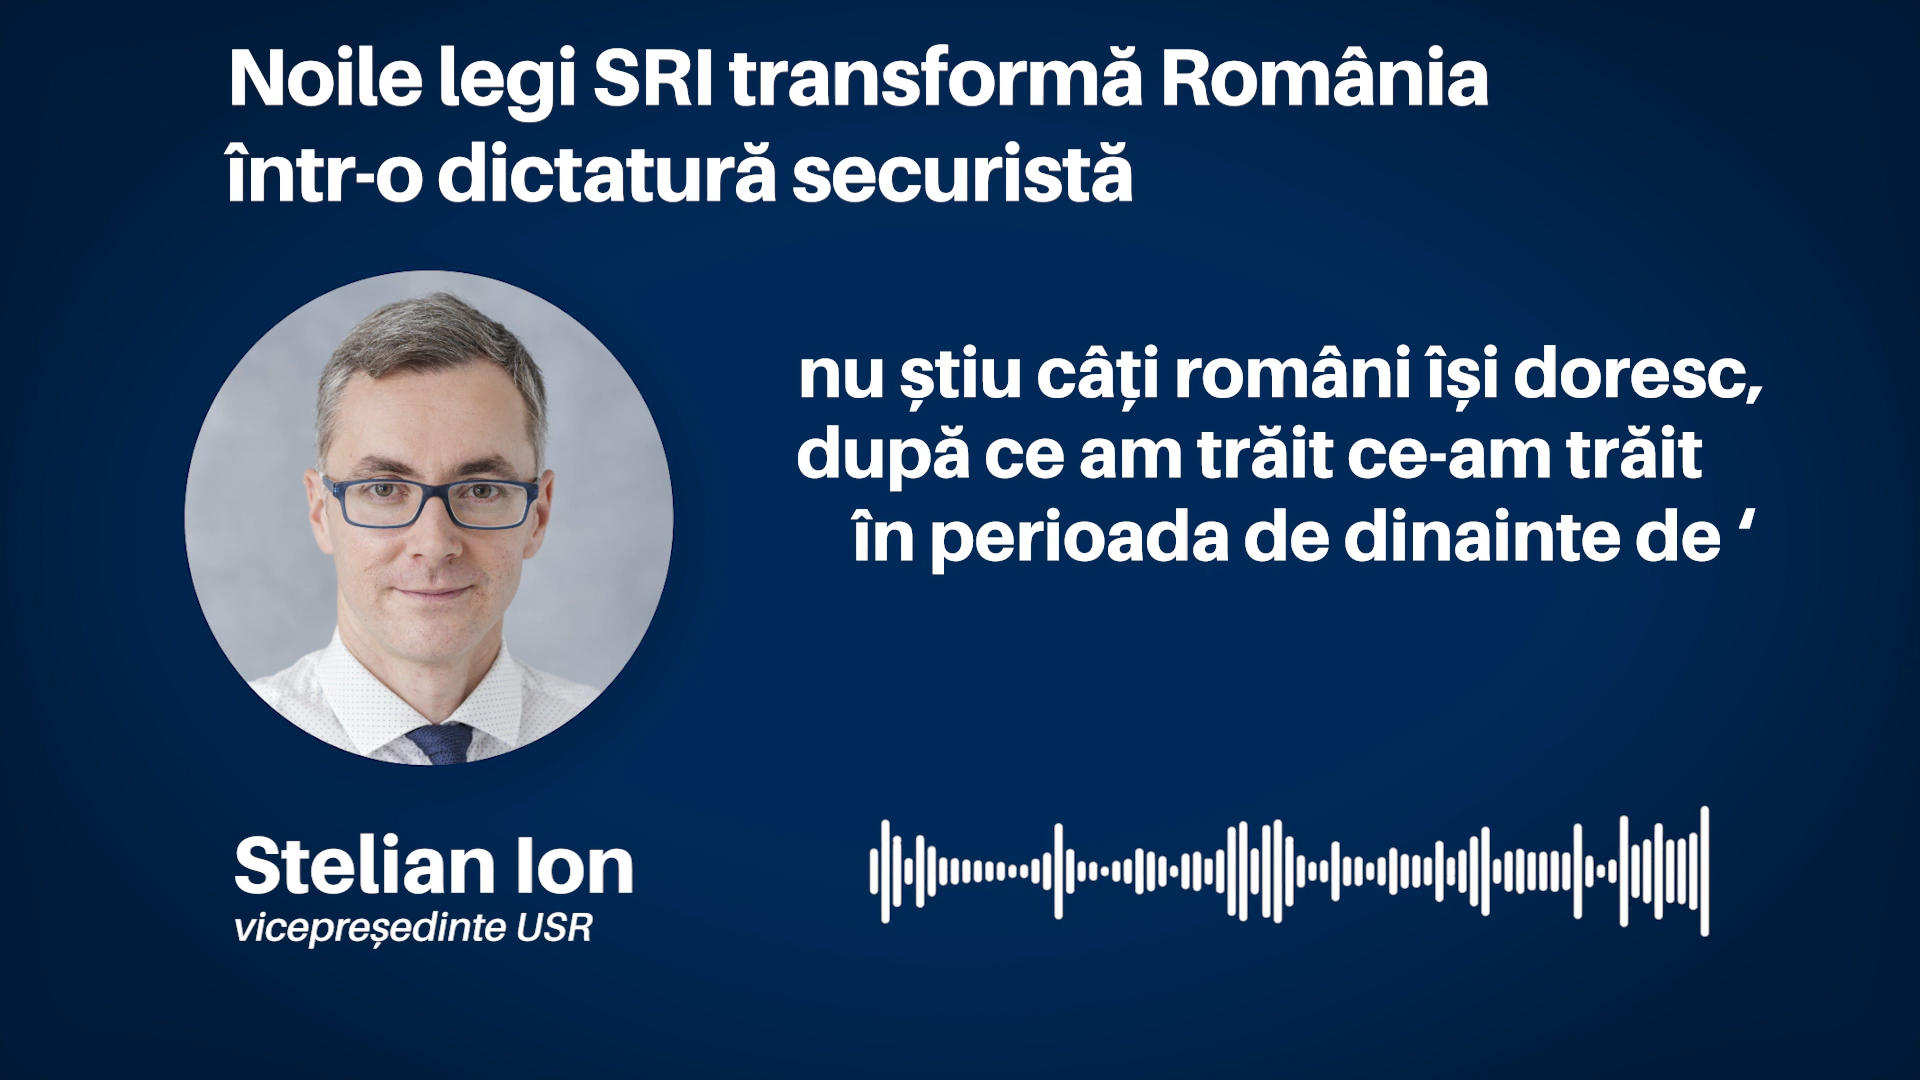 Noile legi SRI transformă România
într-o dictatură securistă
nu știu câți români își doresc,
după ce am trăit ce-am trăit
în perioada de dinainte de ‘
Stelian Ion
vicepreședinte USR